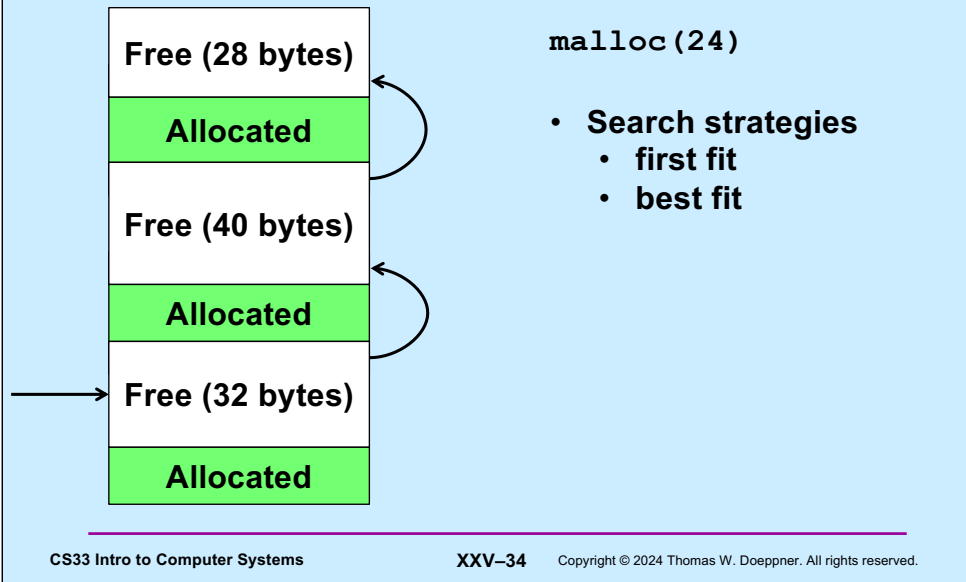 Free (28 bytes)
Allocated
Free (40 bytes)
Allocated
Free (32 bytes)
Allocated
malloc(24)
• Search strategies
• first fit
• best fit
CS33 Intro to Computer Systems
XXV–34
Copyright © 2024 Thomas W. Doeppner. All rights reserved.